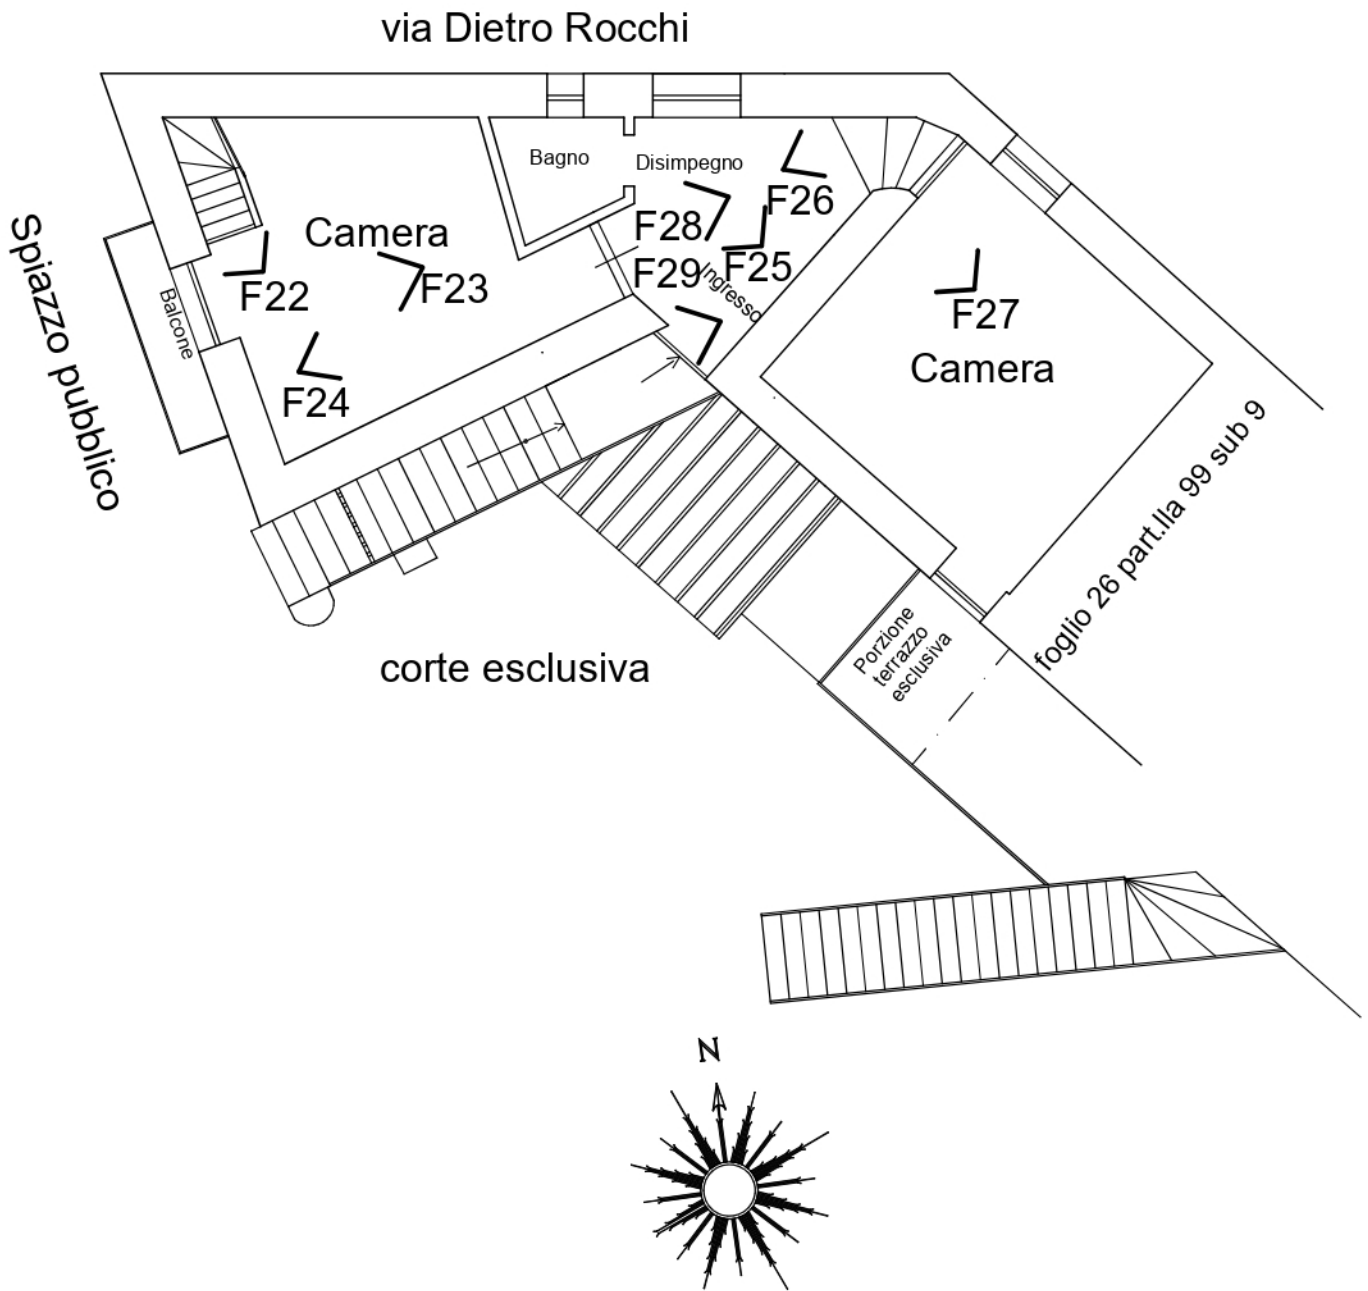 via Dietro Rocchi
Bagno
Disimpegno
F26
F28
Camera
F25
F29
Ingresso
F22
F23
F27
Camera
Balcone
Spiazzo pubblico
F24
foglio 26 part.lla 99 sub 9
Porzione
terrazzo
esclusiva
corte esclusiva
N